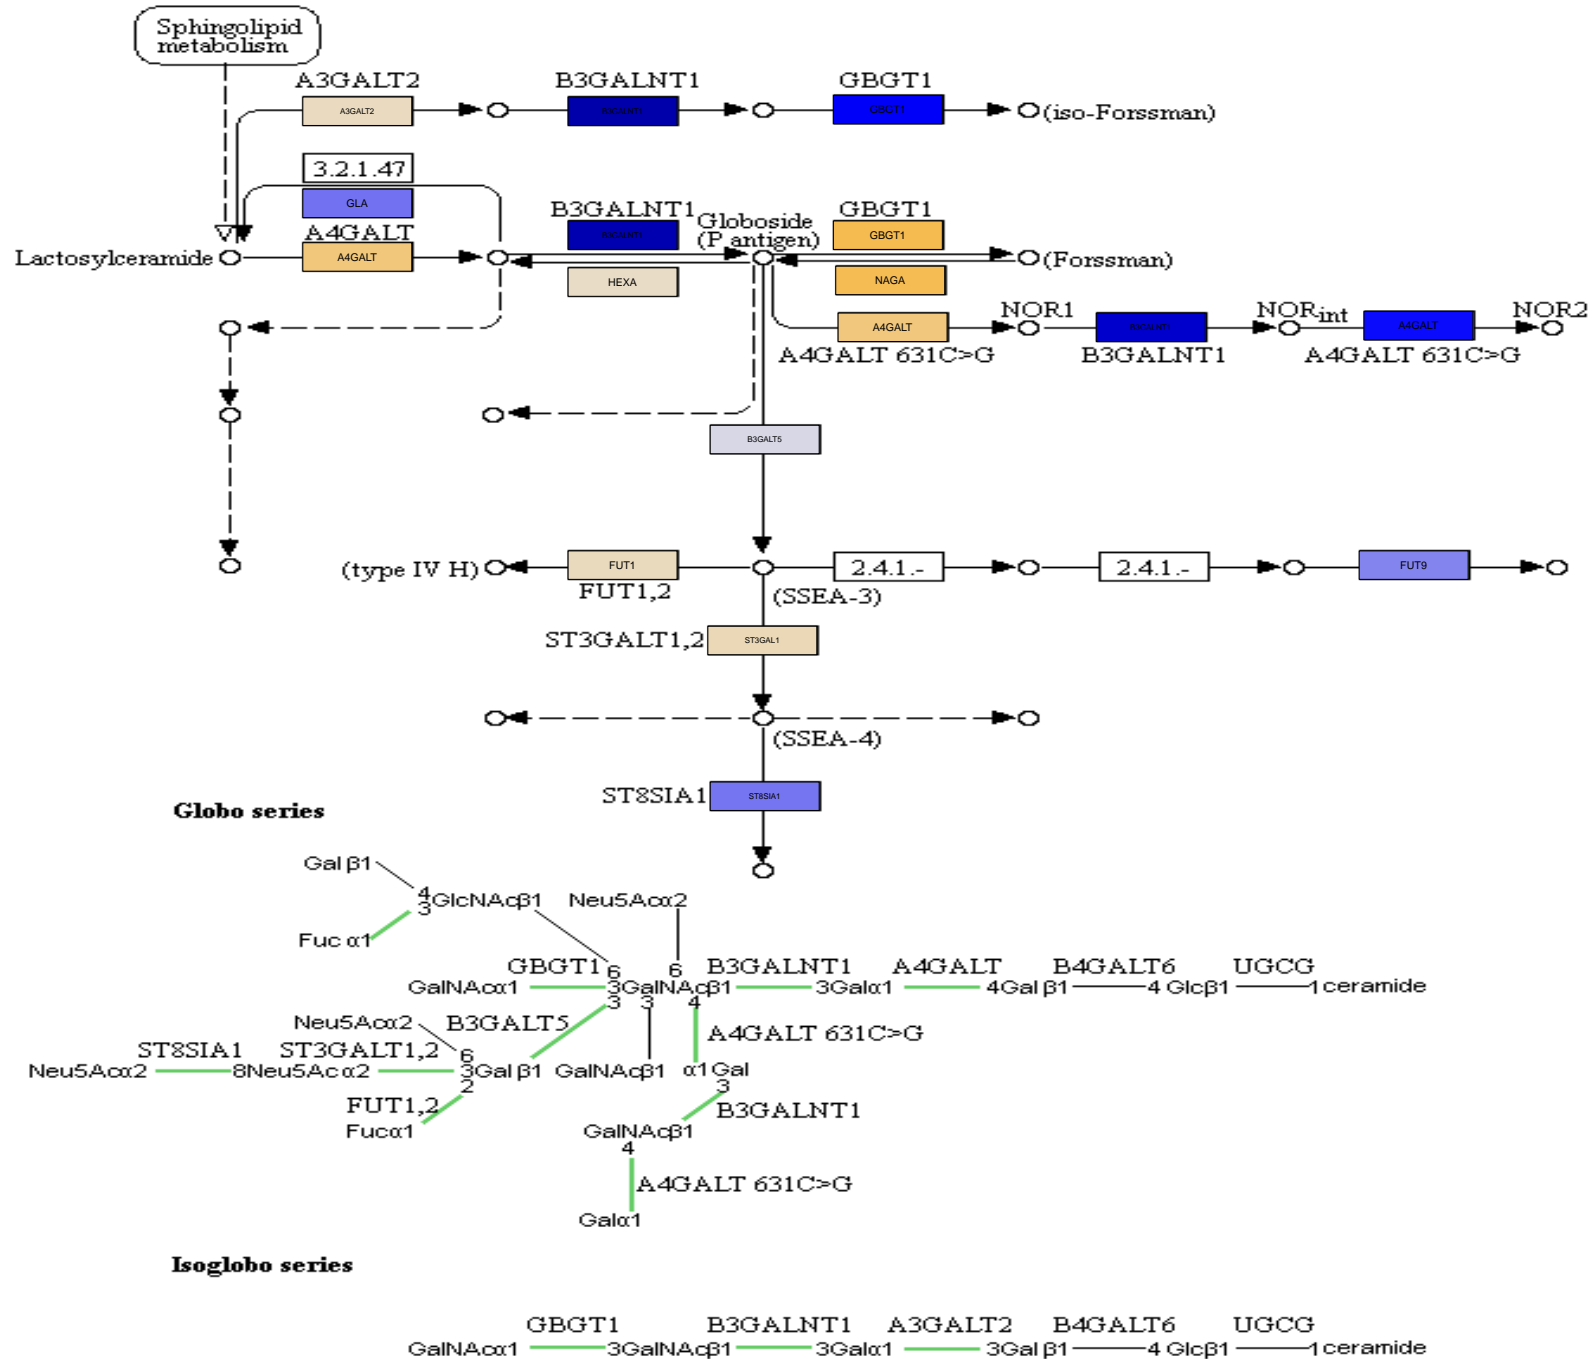 Sphingolipid
metabolism
A3GALT2 B3GALNT1 GBGT1
A3GALT2 B3GALNT1 GBGT1 (iso-Forssman)
3.2.1.47
GLA
B3GALNT1 Globoside GBGT1
A4GALT B3GALNT1 (P antigen) GBGT1
Lactosylceramide A4GALT (Forssman)
HEXA NAGA
NOR1 NORint NOR2
A4GALT B3GALNT1 A4GALT
A4GALT 631C>G B3GALNT1 A4GALT 631C>G
B3GALT5
(type IV H) FUT1 2.4.1.- 2.4.1.- FUT9
FUT1,2 (SSEA-3)
ST3GALT1,2 ST3GAL1
(SSEA-4)
ST8SIA1 ST8SIA1
Globo series
Gal β1
4
3GlcNAcβ1 Neu5Acα2
Fuc α1
GBGT1 6 6 B3GALNT1 A4GALT B4GALT6 UGCG
GalNAcα1 3GalNAcβ1 3Galα1 4Gal β1 4 Glcβ1 1ceramide
3 3 4
Neu5Acα2 B3GALT5 A4GALT 631C>G
ST8SIA1 ST3GALT1,2 6
Neu5Acα2 8Neu5Ac α2 3Gal β1 GalNAcβ1 α1 Gal
2 3
FUT1,2 B3GALNT1
Fucα1 GalNAcβ1
4
A4GALT 631C>G
Galα1
Isoglobo series
GBGT1 B3GALNT1 A3GALT2 B4GALT6 UGCG
GalNAcα1 3GalNAcβ1 3Galα1 3Gal β1 4 Glcβ1 1ceramide